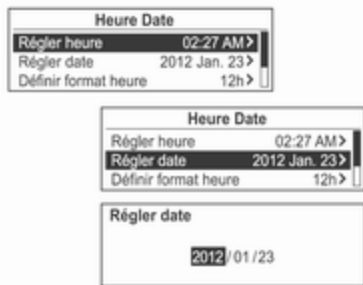 Heure Date
Régler heure 02:27 AM>
Régler date 2012 Jan. 23>
Définir format heure 12h>
Heure Date
Régler heure 02:27 AM>
Régler date 2012 Jan. 23>
Définir format heure 12h>
Régler date
2012/01/23